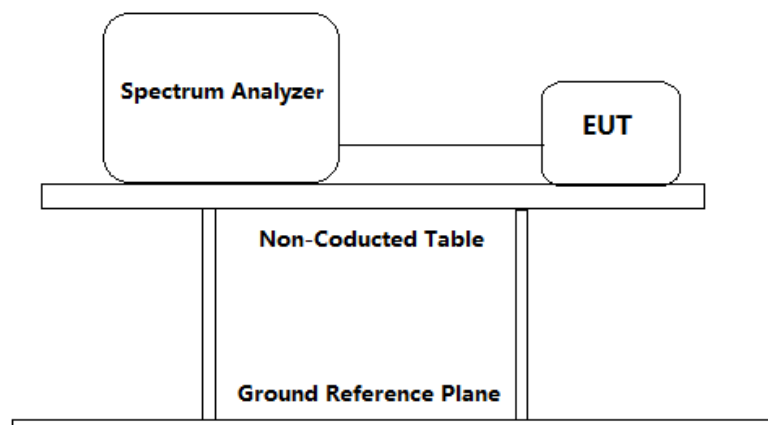 Spectrum Analyzer
EUT
Non-Coducted Table
Ground Reference Plane